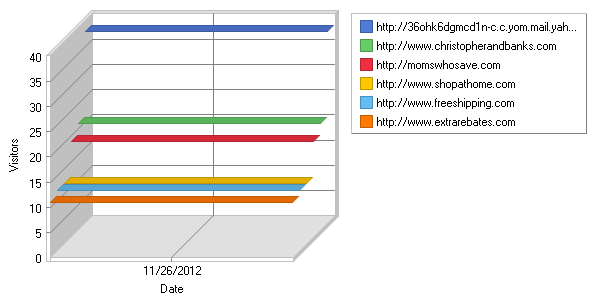 http://36ohk6dgmcd1n-c.c.yom.mail.yah...
http://www.christopherandbanks.com
http://momswhosave.com
http://www.shopathome.com
http://www.freeshipping.com
http://www.extrarebates.com
40
35
30
25
20
15
10
5
0
Visitors
11/26/2012
Date